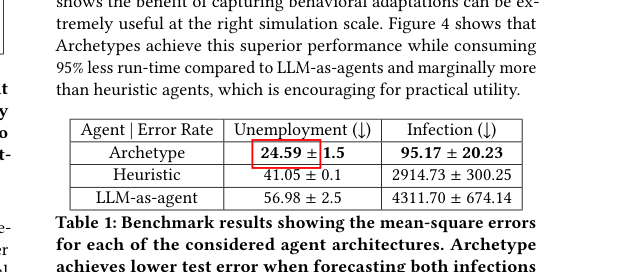 shows the benefit of capturing behavioral adaptations can be ex-
tremely useful at the right simulation scale. Figure 4 shows that
Archetypes achieve this superior performance while consuming
95% less run-time compared to LLM-as-agents and marginally more
than heuristic agents, which is encouraging for practical utility.
Agent | Error Rate Unemployment (↓) Infection (↓)
Archetype 24.59 ± 1.5 95.17 ± 20.23
Heuristic 41.05 ± 0.1 2914.73 ± 300.25
LLM-as-agent 56.98 ± 2.5 4311.70 ± 674.14
Table 1: Benchmark results showing the mean-square errors
for each of the considered agent architectures. Archetype
achieves lower test error when forecasting both infections